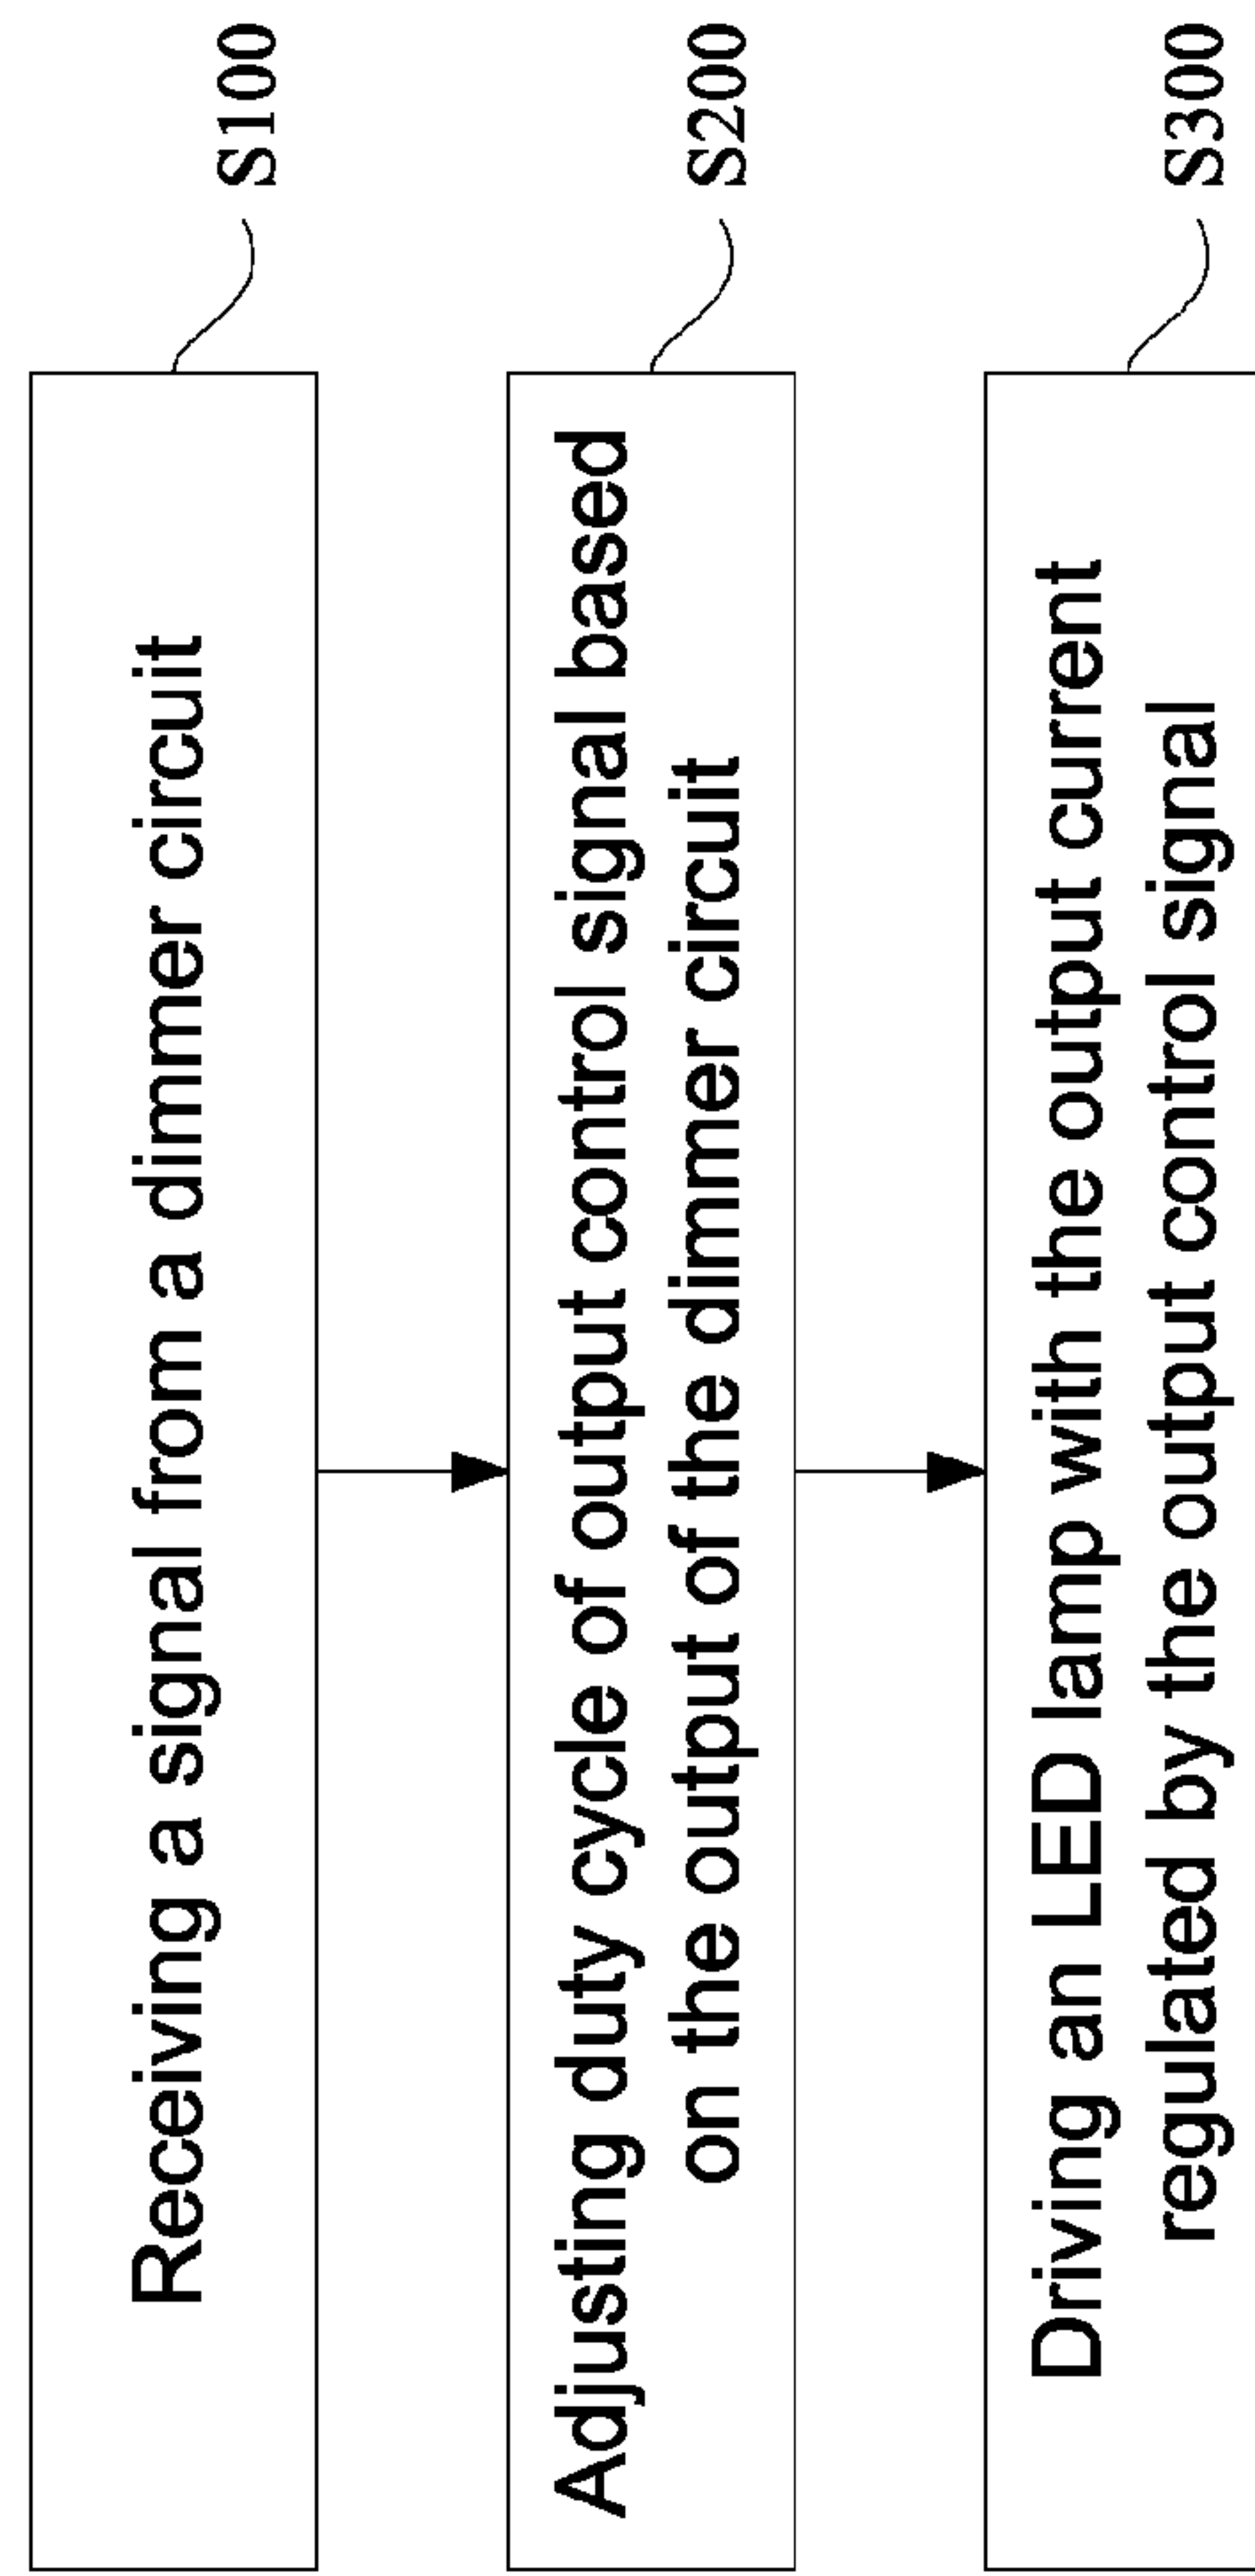 Receiving a signal from a dimmer circuit
S100
Adjusting duty cycle of output control signal based
on the output of the dimmer circuit
S200
Driving an LED lamp with the output current
regulated by the output control signal
S300